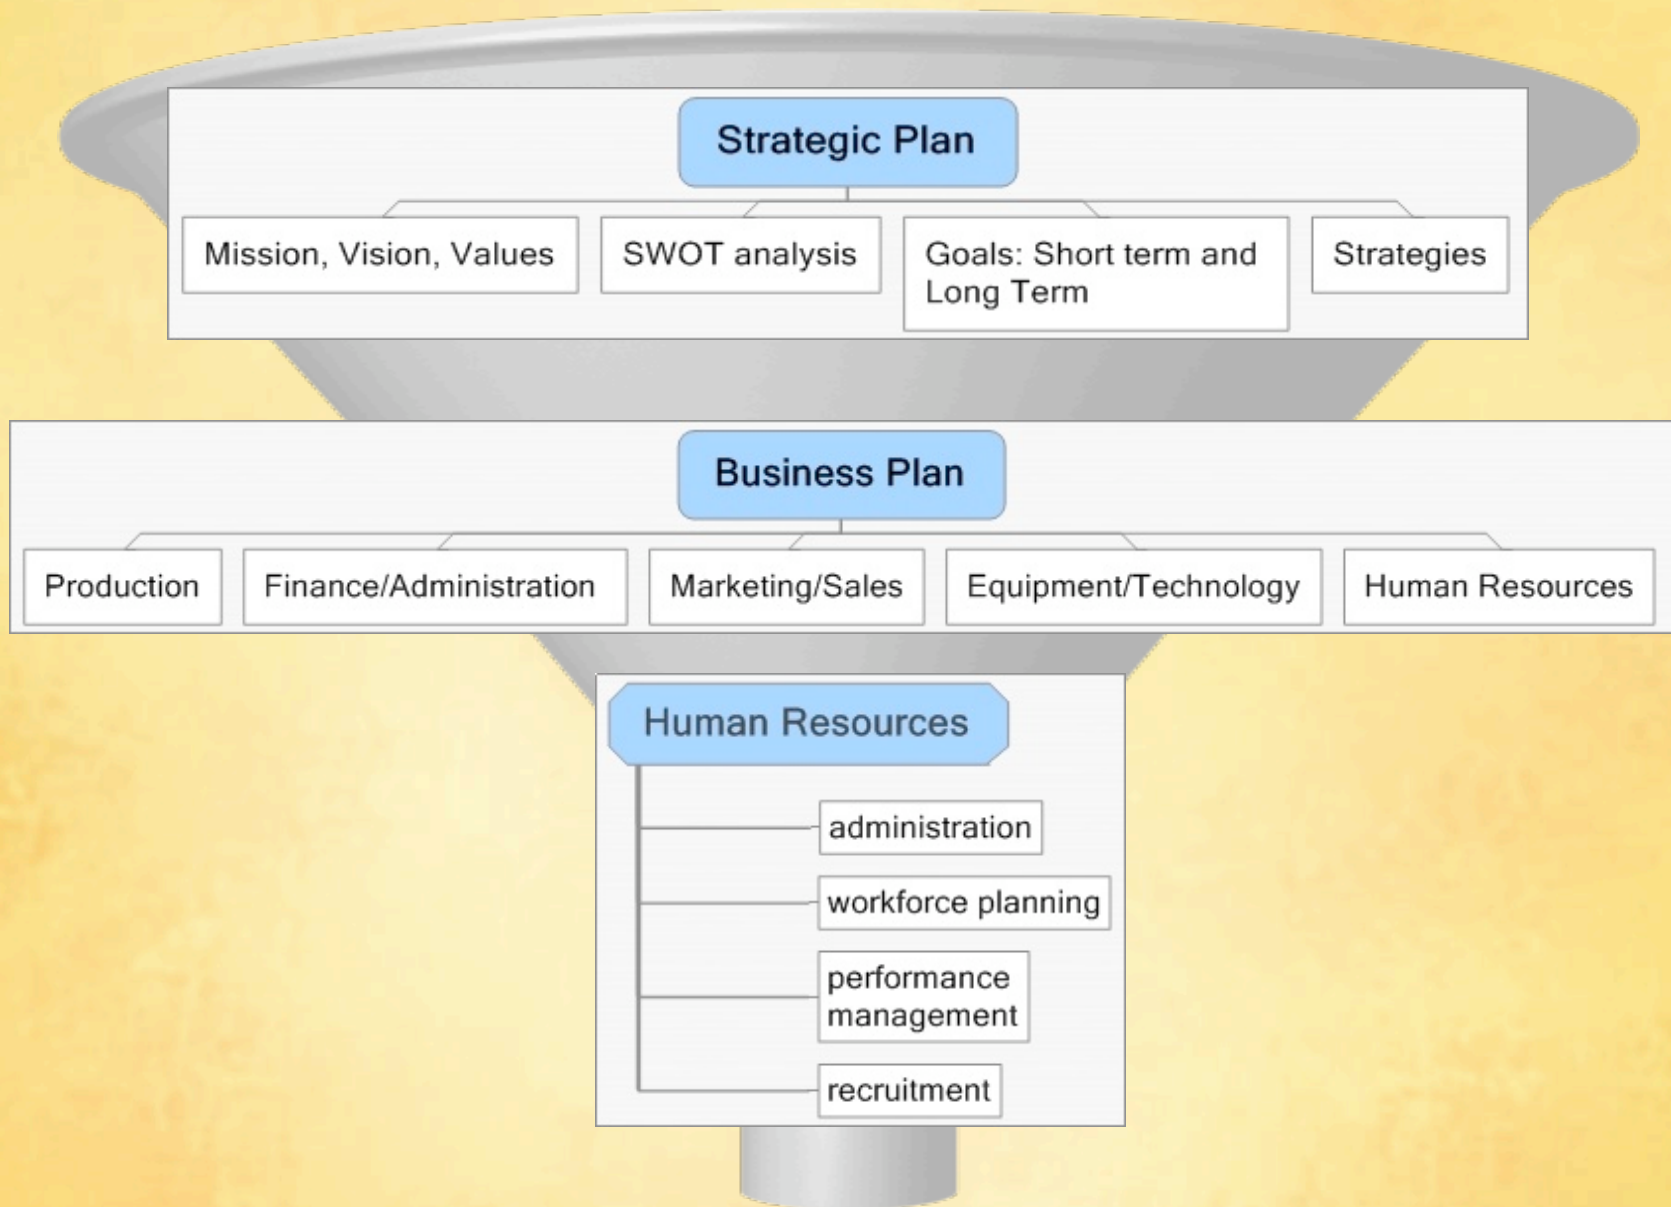 Strategic Plan
Mission, Vision, Values
SWOT analysis
Goals: Short term and
Long Term
Strategies
Business Plan
Production
Finance/Administration
Marketing/Sales
Equipment/Technology
Human Resources
Human Resources
administration
workforce planning
performance
management
recruitment